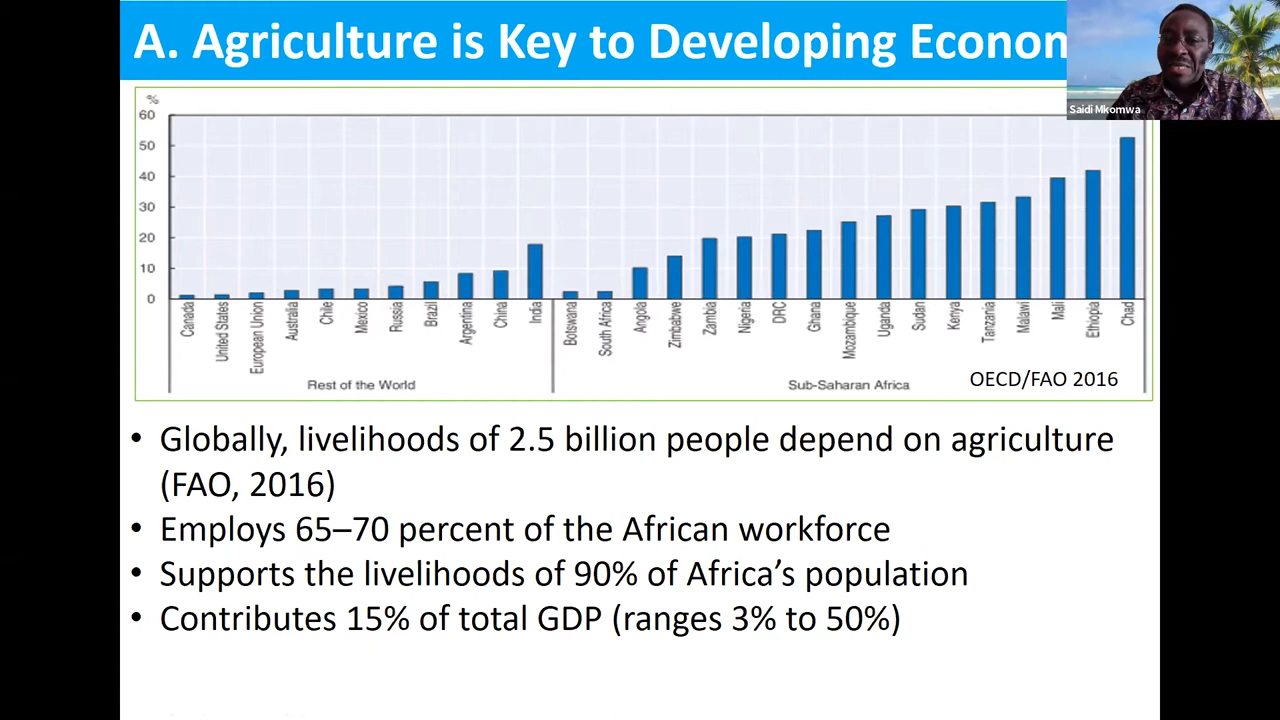 A. Agriculture is Key to Developing Econom
Saidi Mkomwa
%
60
50
40
30
20
10
0
Canada
United States
European Union
Australia
Chile
Mexico
Russia
Brazil
Argentina
China
India
Botswana
South Africa
Angola
Zimbabwe
Zambia
Nigeria
DRC
Ghana
Mozambique
Uganda
Sudan
Kenya
Tanzania
Malawi
Mali
Ethiopia
Chad
Rest of the World
Sub-Saharan Africa
OECD/FAO 2016
• Globally, livelihoods of 2.5 billion people depend on agriculture
(FAO, 2016)
• Employs 65–70 percent of the African workforce
• Supports the livelihoods of 90% of Africa’s population
• Contributes 15% of total GDP (ranges 3% to 50%)